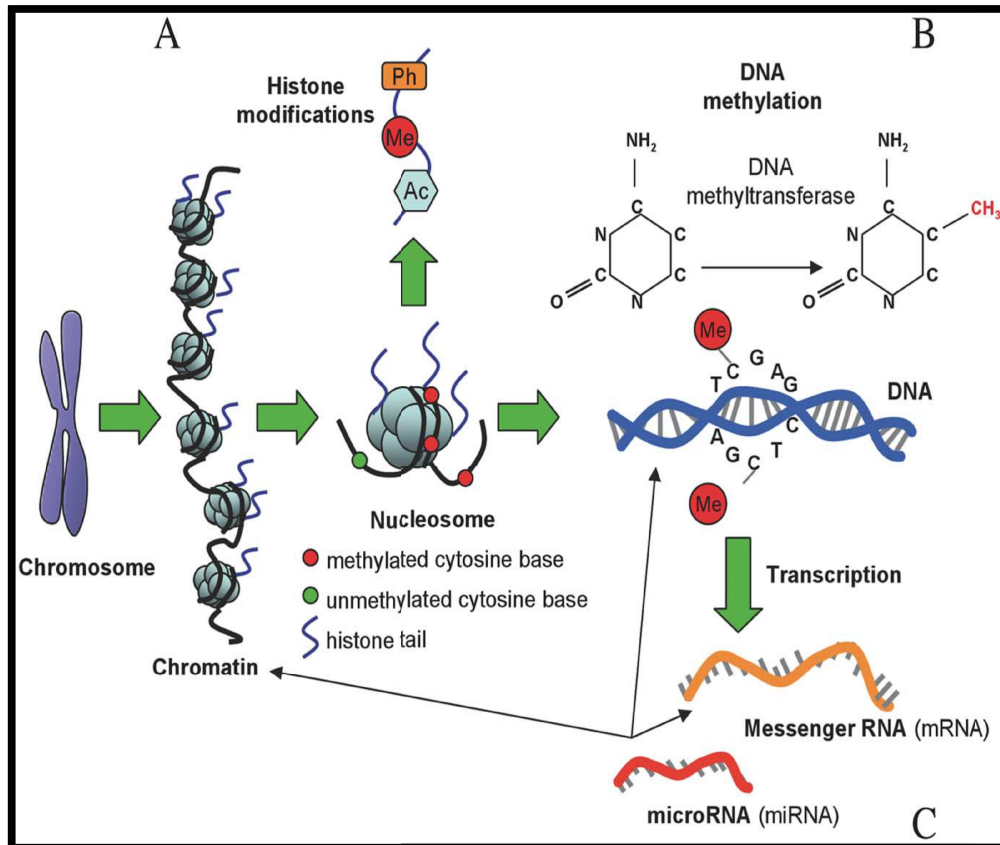 A
B
Histone
modifications
Ph
Me
Ac
DNA
methylation
NH2
DNA
methyltransferase
NH2
C
N
C
C
C
O
N
C
CH3
N
C
C
C
O
N
Me
C
G
T
A
G
DNA
A
G
C
T
C
Me
Chromosome
Nucleosome
methylated cytosine base
unmethylated cytosine base
histone tail
Chromatin
Transcription
Messenger RNA (mRNA)
microRNA (miRNA)
C